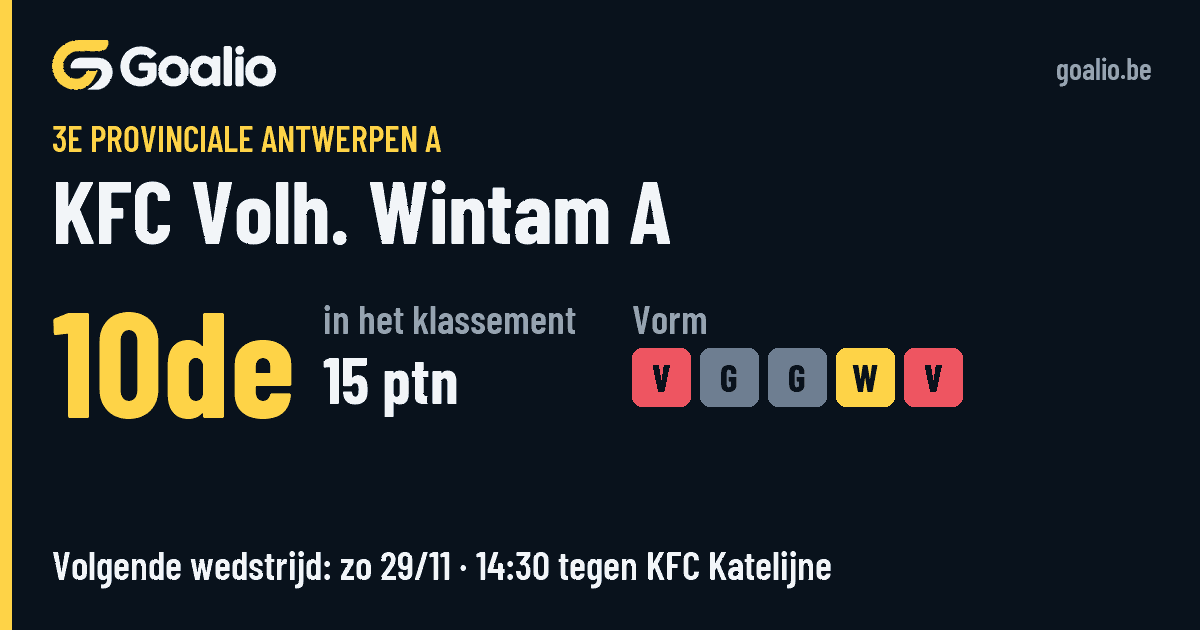 Goalio
goalio.be
3E PROVINCIALE ANTWERPEN A
KFC Volh. Wintam A
10de
in het klassement
15 ptn
Vorm
V G G W V
Volgende wedstrijd: zo 29/11 · 14:30 tegen KFC Katelijne